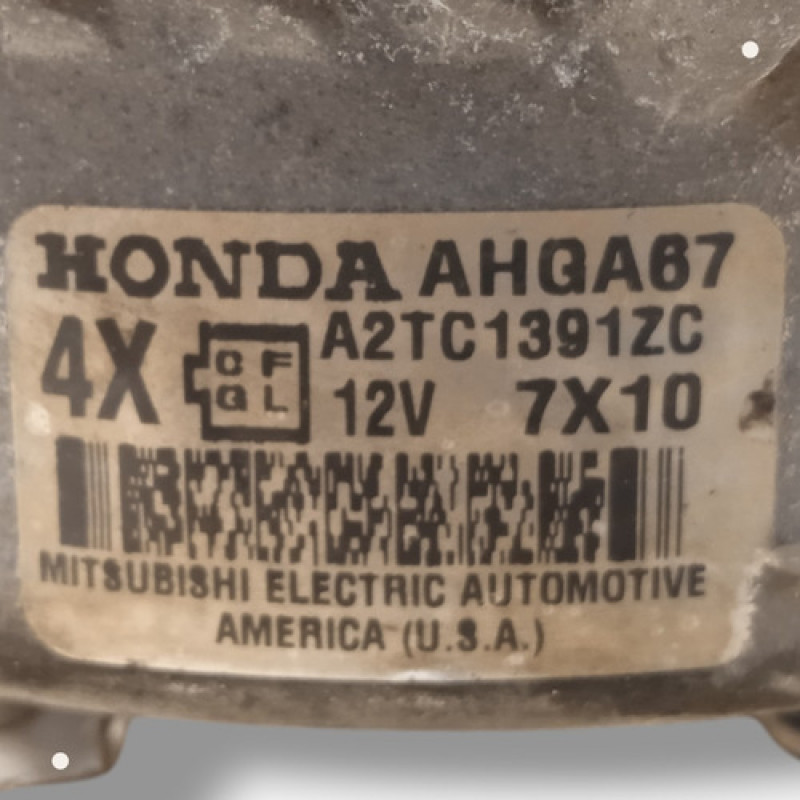 HONDA AHGA67
4X
C F
G L
A2TC1391ZC
12V 7X10
MITSUBISHI ELECTRIC AUTOMOTIVE
AMERICA (U.S.A.)